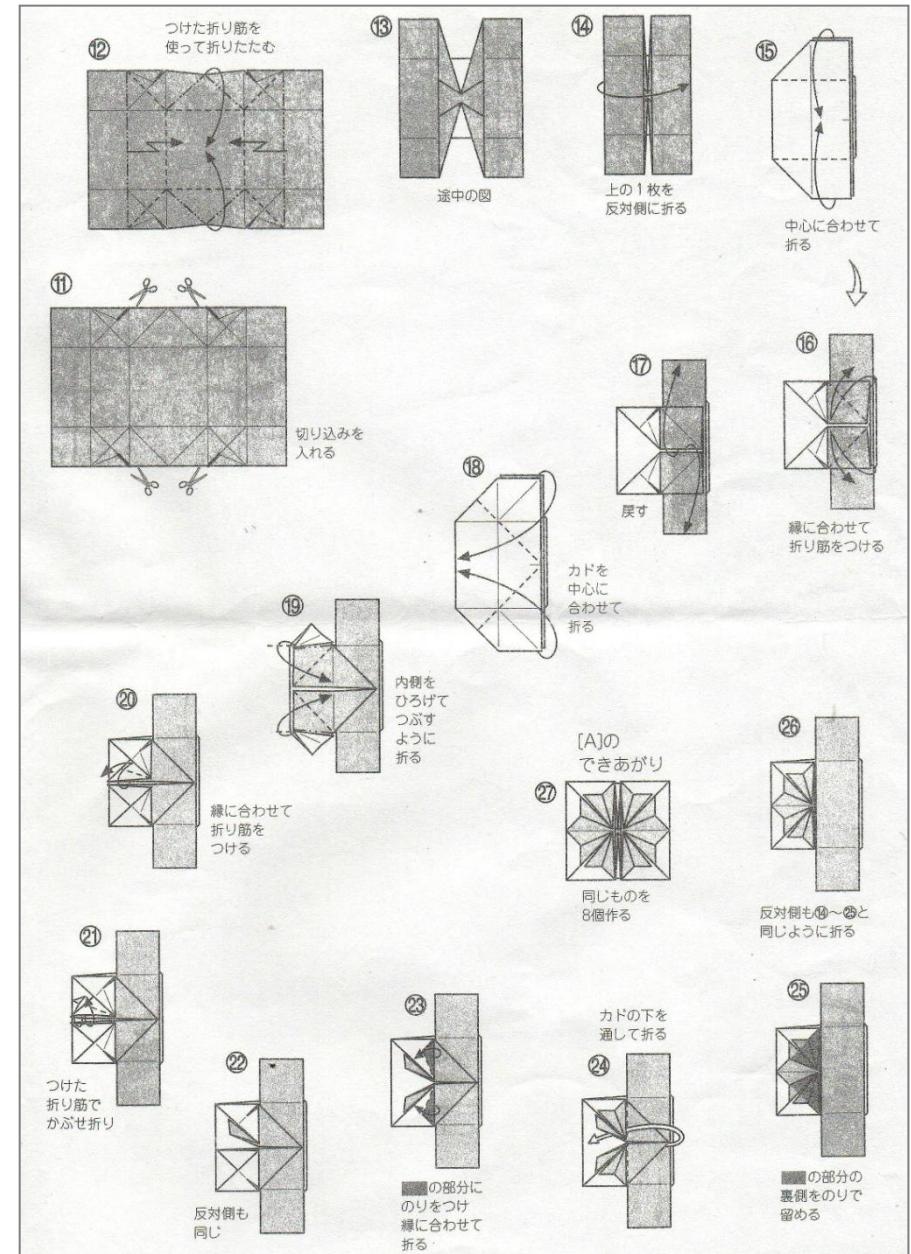 ⑫
つけた折り筋を
使って折りたたむ
⑬
途中の図
⑭
上の1枚を
反対側に折る
⑮
中心に合わせて
折る
⑪
切り込みを
入れる
⑯
縁に合わせて
折り筋をつける
⑰
戻す
⑱
カドを
中心に
合わせて
折る
⑲
内側を
ひろげて
つぶす
ように
折る
⑳
縁に合わせて
折り筋を
つける
㉑
つけた
折り筋で
かぶせ折り
㉒
反対側も
同じ
㉓
の部分に
のりをつけ
縁に合わせて
折る
㉔
カドの下を
通して折る
㉕
の部分の
裏側をのりで
留める
㉖
反対側も⑭〜㉕と
同じように折る
[A]の
できあがり
㉗
同じものを
8個作る